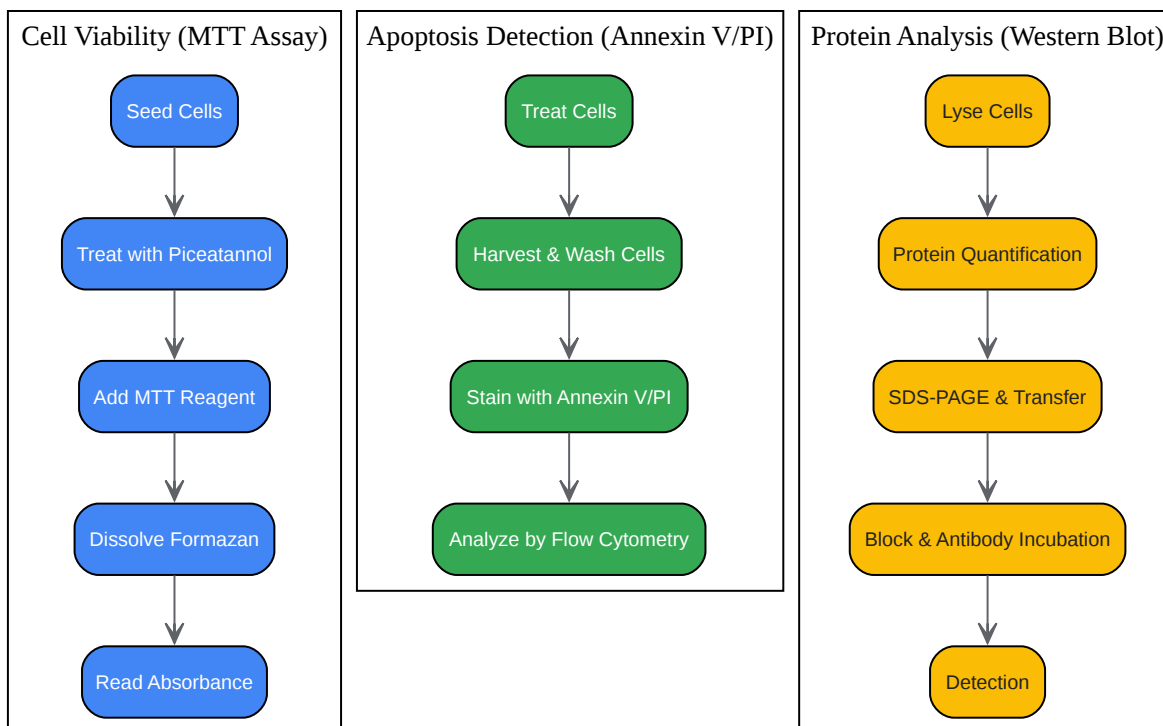 Cell Viability (MTT Assay)
Seed Cells
Treat with Piceatannol
Add MTT Reagent
Dissolve Formazan
Read Absorbance
Apoptosis Detection (Annexin V/PI)
Treat Cells
Harvest & Wash Cells
Stain with Annexin V/PI
Analyze by Flow Cytometry
Protein Analysis (Western Blot)
Lyse Cells
Protein Quantification
SDS-PAGE & Transfer
Block & Antibody Incubation
Detection